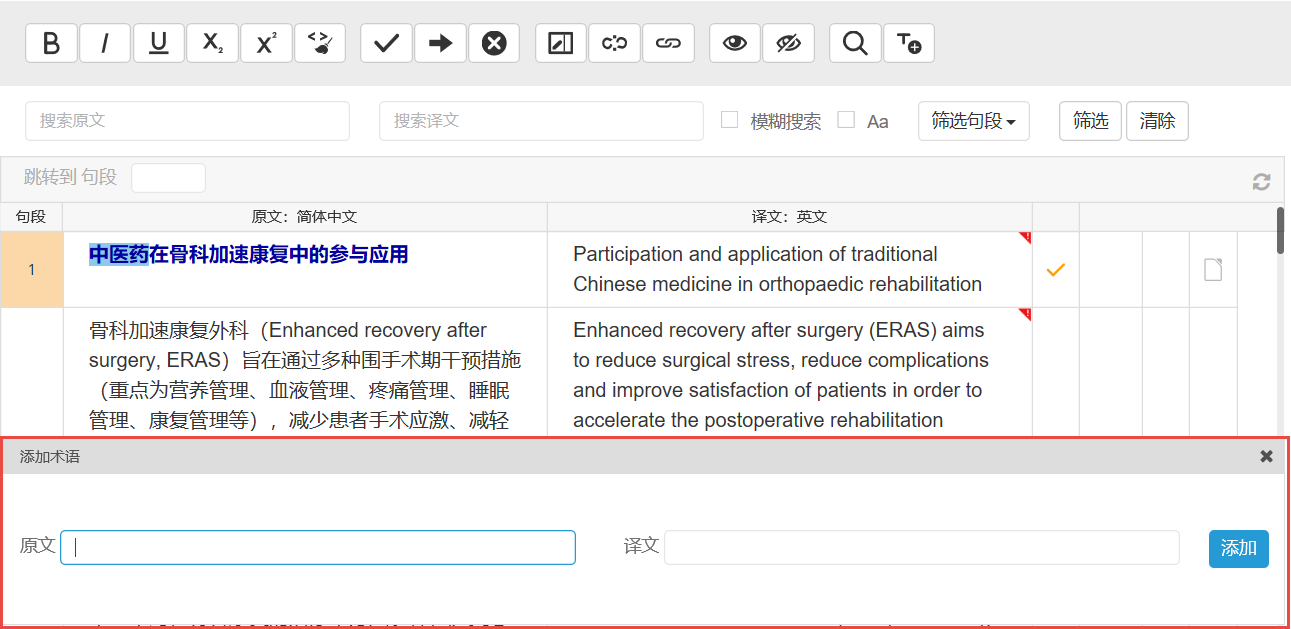 B I U X₂ X² <>
T
搜索原文 搜索译文 模糊搜索 Aa 筛选句段 筛选 清除
跳转到 句段
句段 原文：简体中文 译文：英文
1
中医药在骨科加速康复中的参与应用
Participation and application of traditional
Chinese medicine in orthopaedic rehabilitation
骨科加速康复外科（Enhanced recovery after
surgery, ERAS）旨在通过多种围手术期干预措施
（重点为营养管理、血液管理、疼痛管理、睡眠
管理、康复管理等），减少患者手术应激、减轻
Enhanced recovery after surgery (ERAS) aims
to reduce surgical stress, reduce complications
and improve satisfaction of patients in order to
accelerate the postoperative rehabilitation
添加术语
原文 译文 添加